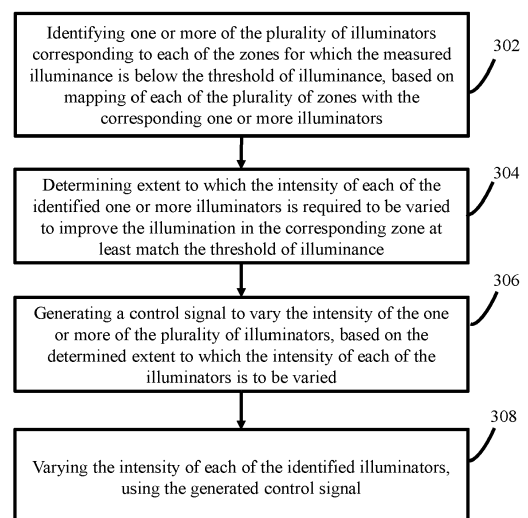 Identifying one or more of the plurality of illuminators
corresponding to each of the zones for which the measured
illuminance is below the threshold of illuminance, based on
mapping of each of the plurality of zones with the
corresponding one or more illuminators
302
Determining extent to which the intensity of each of the
identified one or more illuminators is required to be varied
to improve the illumination in the corresponding zone at
least match the threshold of illuminance
304
Generating a control signal to vary the intensity of the one
or more of the plurality of illuminators, based on the
determined extent to which the intensity of each of the
illuminators is to be varied
306
Varying the intensity of each of the identified illuminators,
using the generated control signal
308